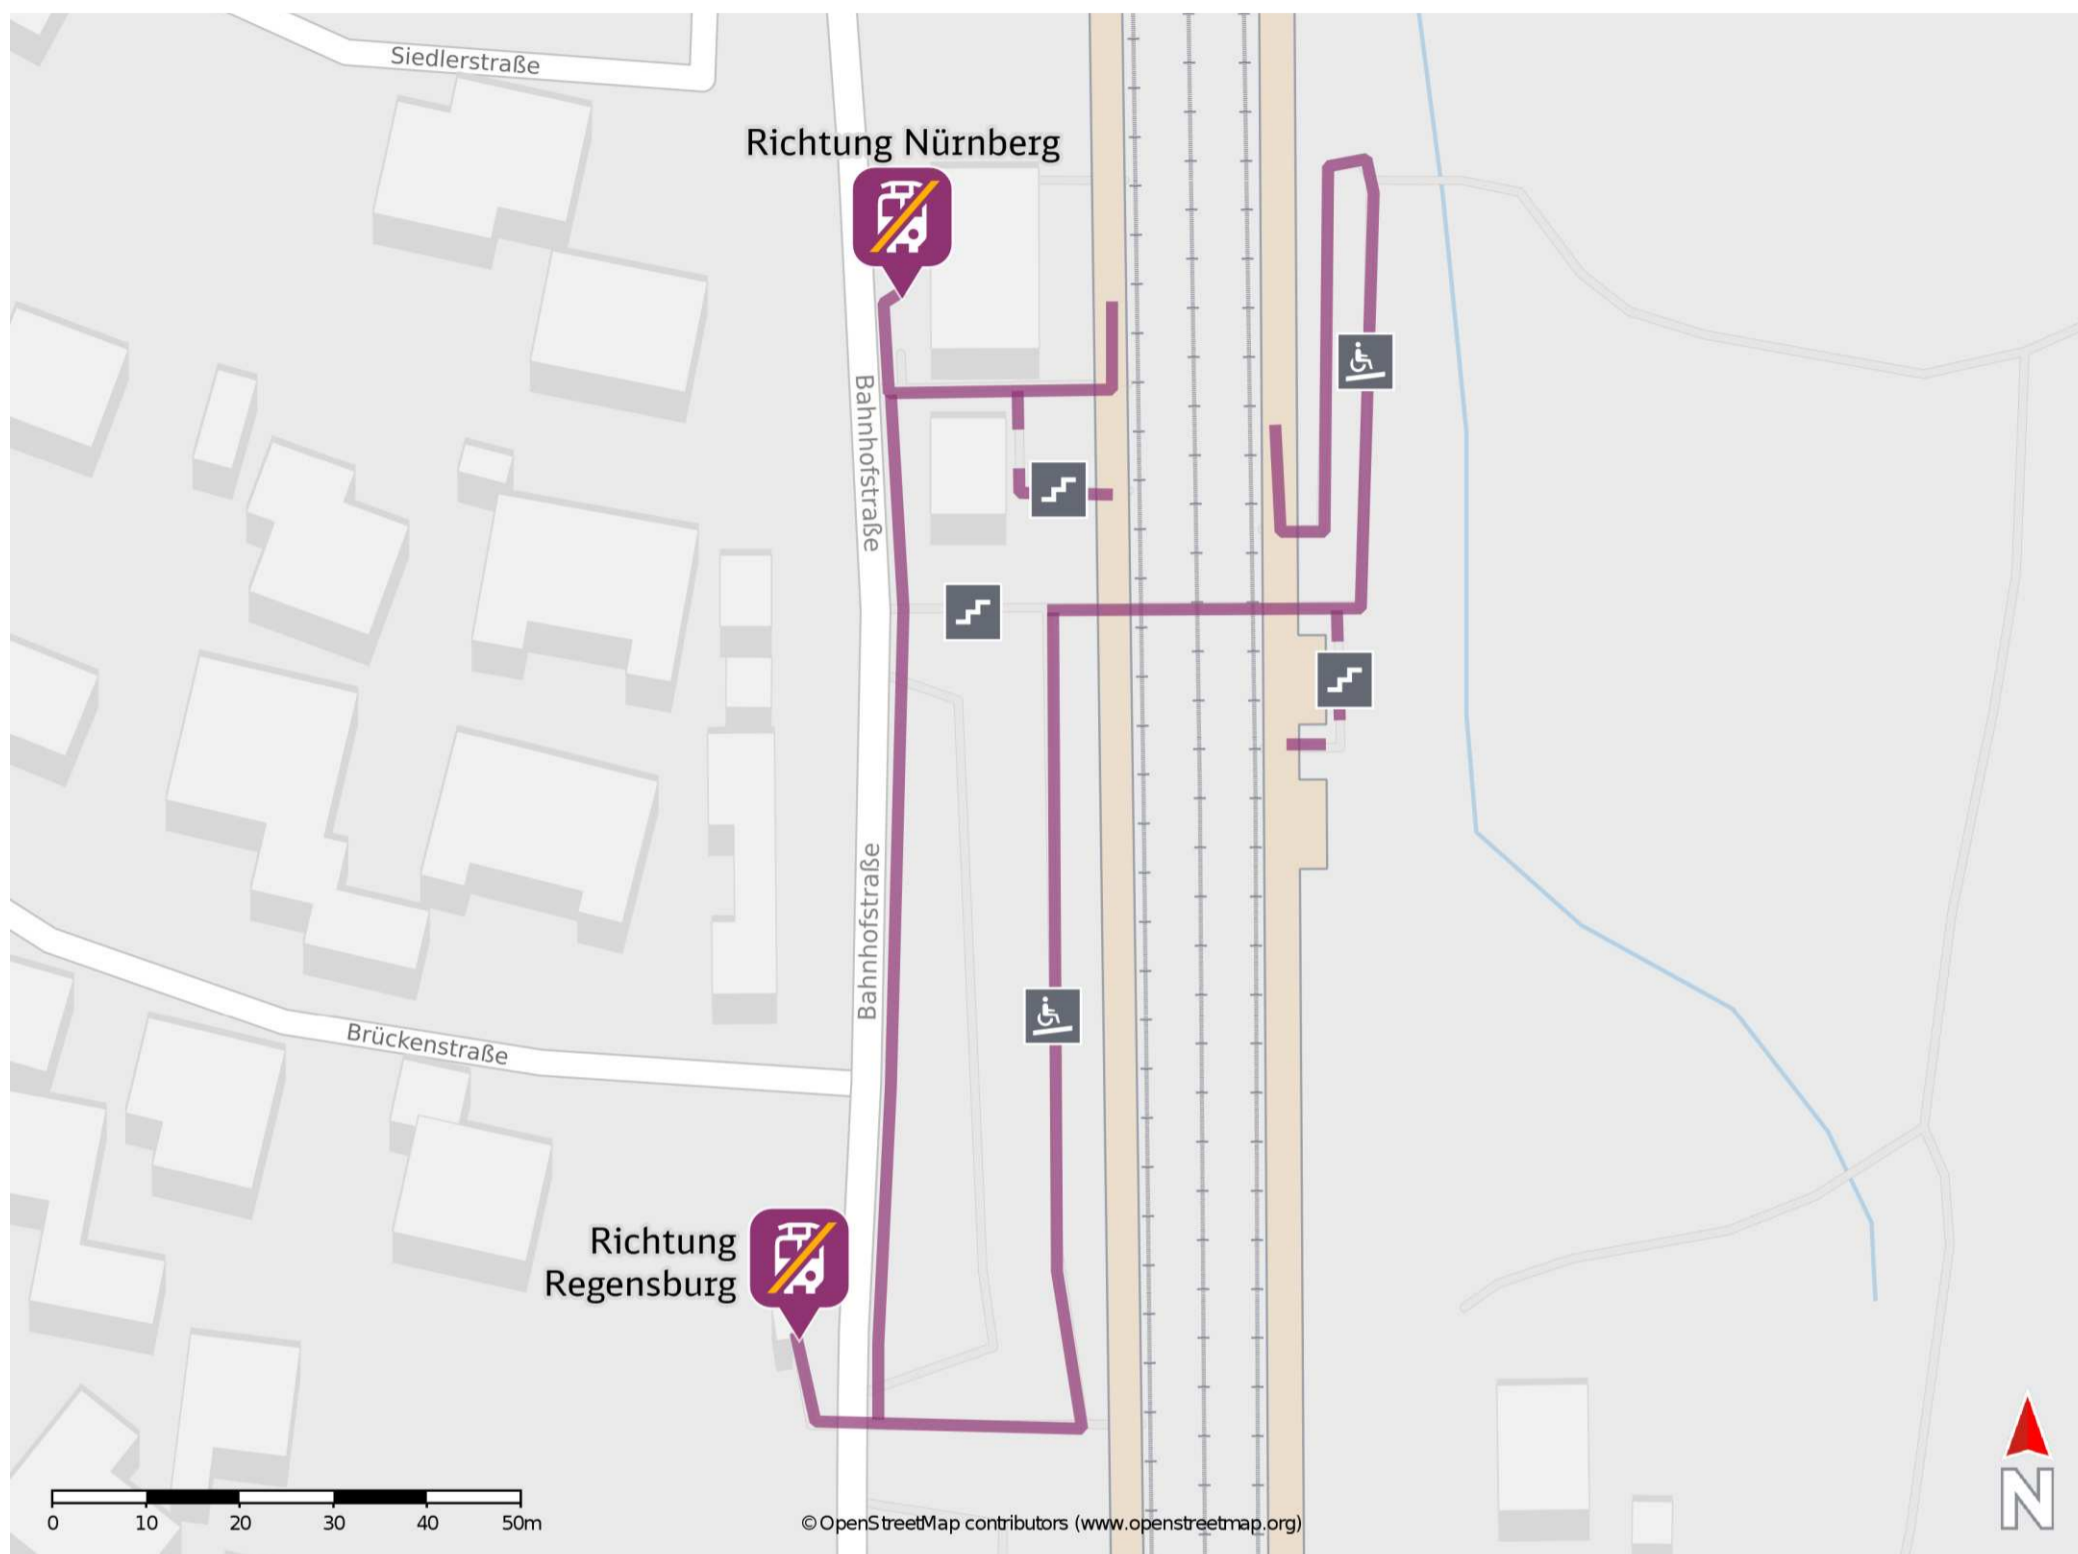 Siedlerstraße
Richtung Nürnberg
Bahnhofstraße
Bahnhofstraße
Brückenstraße
Richtung
Regensburg
0 10 20 30 40 50m
© OpenStreetMap contributors (www.openstreetmap.org)
N